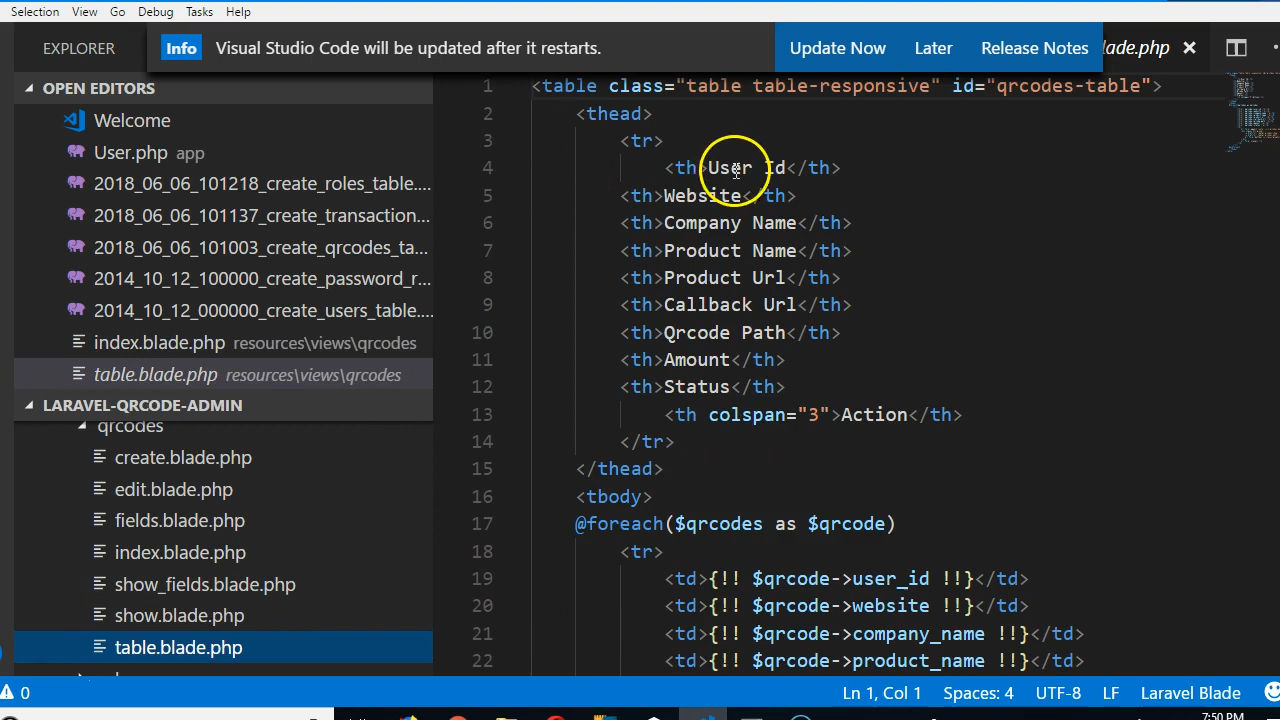 Selection View Go Debug Tasks Help
EXPLORER
Info Visual Studio Code will be updated after it restarts. Update Now Later Release Notes
lade.php
OPEN EDITORS
Welcome
User.php app
2018_06_06_101218_create_roles_table....
2018_06_06_101137_create_transaction...
2018_06_06_101003_create_qrcodes_ta...
2014_10_12_100000_create_password_r...
2014_10_12_000000_create_users_table....
index.blade.php resources\views\qrcodes
table.blade.php resources\views\qrcodes
LARAVEL-QRCODE-ADMIN
qrcodes
create.blade.php
edit.blade.php
fields.blade.php
index.blade.php
show_fields.blade.php
show.blade.php
table.blade.php
1 <table class="table table-responsive" id="qrcodes-table">
2 <thead>
3 <tr>
4 <th>User Id</th>
5 <th>Website</th>
6 <th>Company Name</th>
7 <th>Product Name</th>
8 <th>Product Url</th>
9 <th>Callback Url</th>
10 <th>Qrcode Path</th>
11 <th>Amount</th>
12 <th>Status</th>
13 <th colspan="3">Action</th>
14 </tr>
15 </thead>
16 <tbody>
17 @foreach($qrcodes as $qrcode)
18 <tr>
19 <td>{!! $qrcode->user_id !!}</td>
20 <td>{!! $qrcode->website !!}</td>
21 <td>{!! $qrcode->company_name !!}</td>
22 <td>{!! $qrcode->product_name !!}</td>
0 Ln 1, Col 1 Spaces: 4 UTF-8 LF Laravel Blade
7:50 PM